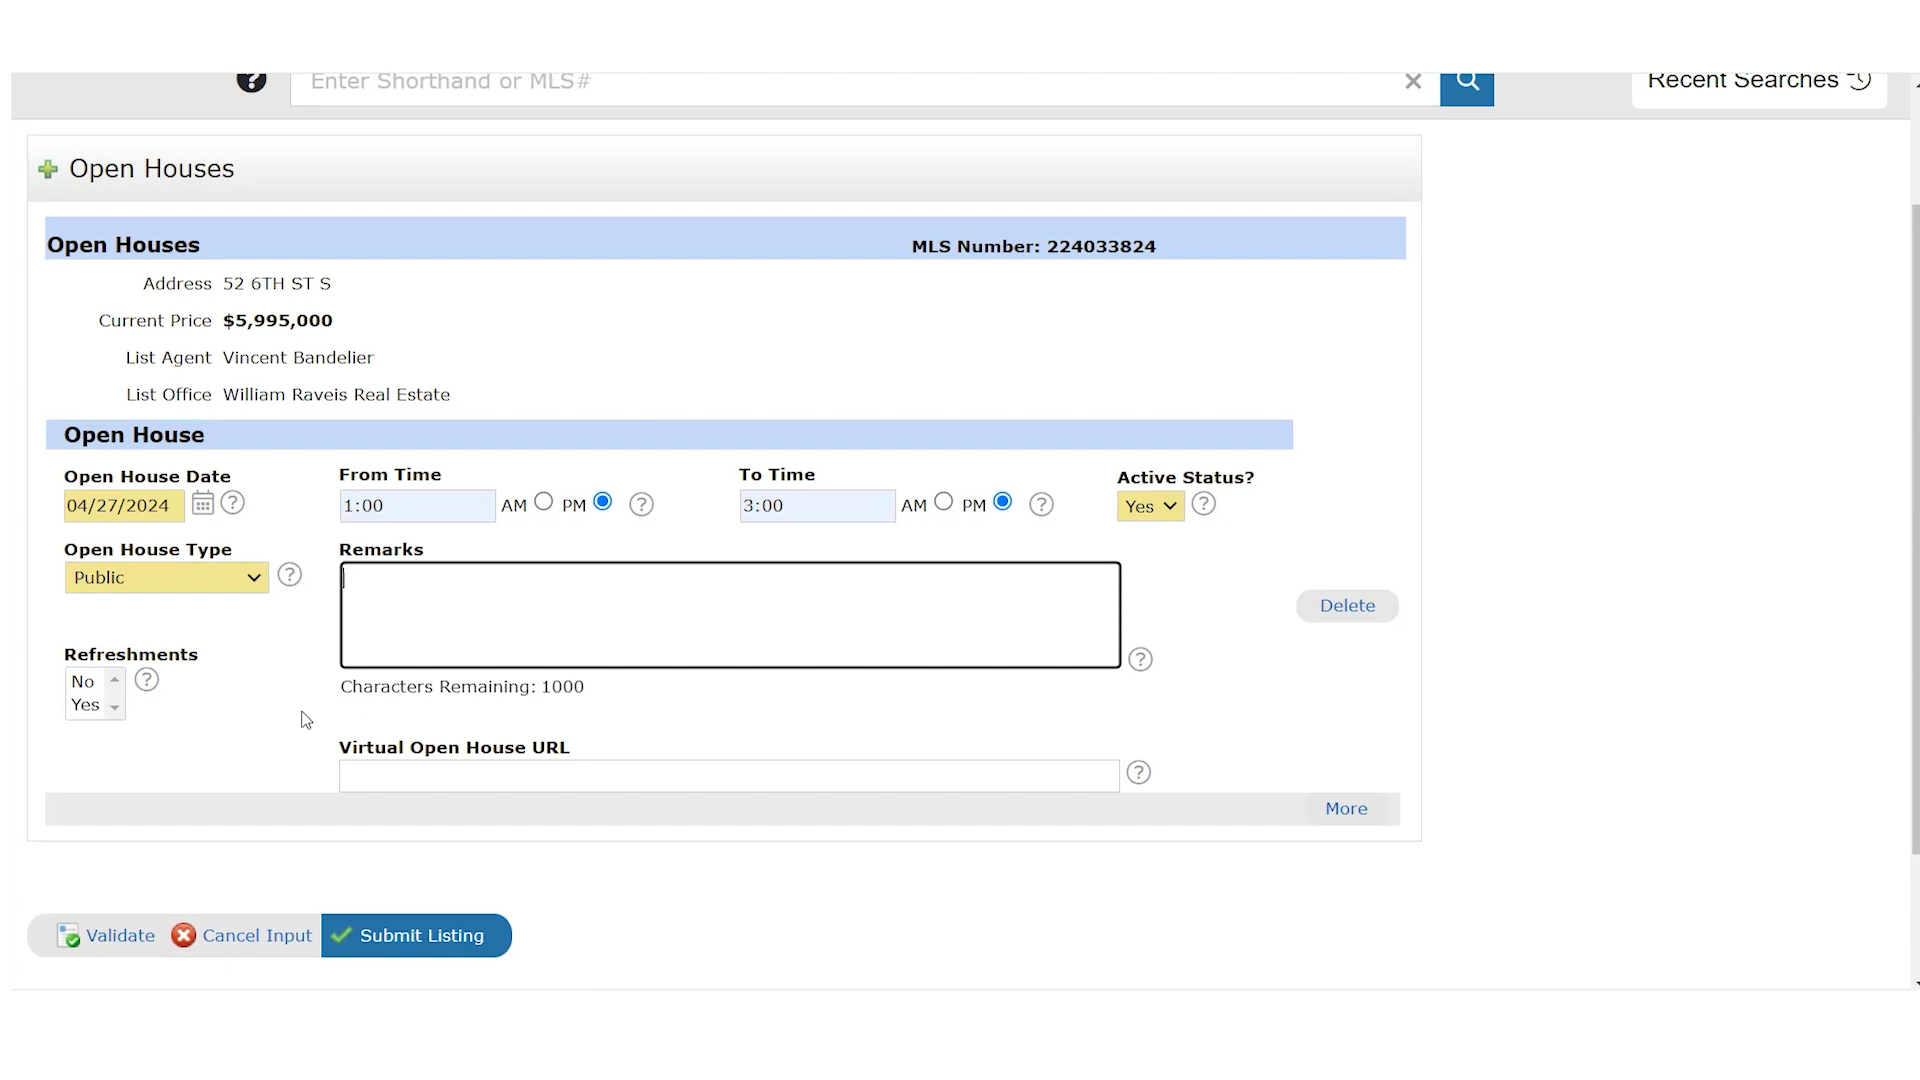 Enter Shorthand or MLS#
Recent Searches
Open Houses
Open Houses MLS Number: 224033824
Address 52 6TH ST S
Current Price $5,995,000
List Agent Vincent Bandelier
List Office William Raveis Real Estate
Open House
Open House Date From Time To Time Active Status?
04/27/2024 1:00 AM PM 3:00 AM PM Yes
Open House Type Remarks
Public
Delete
Refreshments
No
Yes
Characters Remaining: 1000
Virtual Open House URL
More
Validate Cancel Input Submit Listing